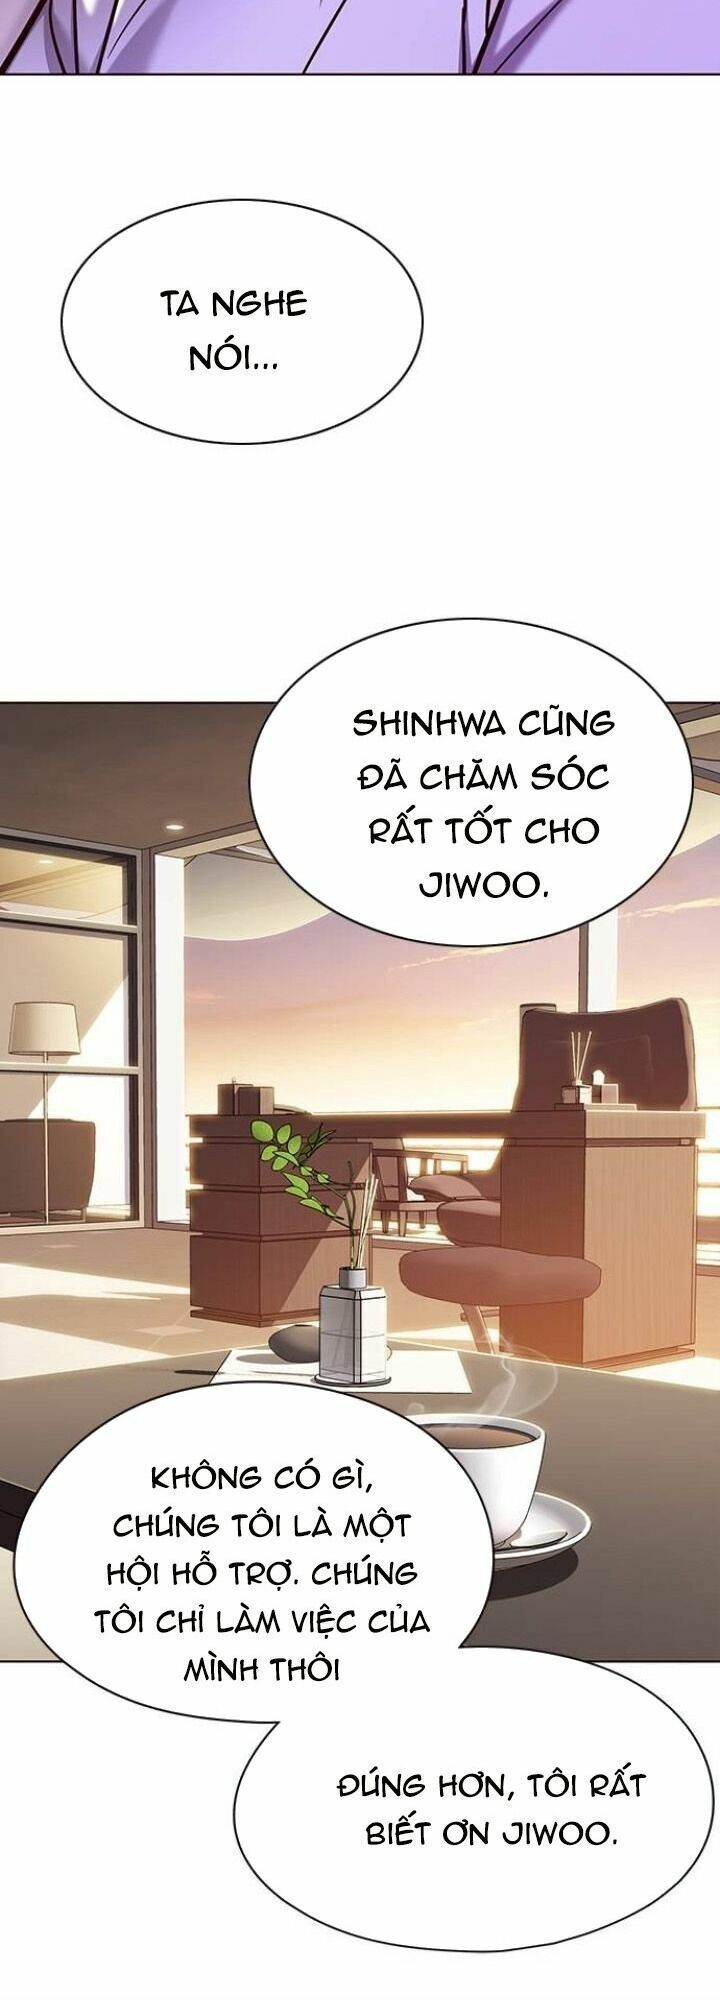 TA NGHE
NÓI...
SHINHWA CŨNG
ĐÃ CHĂM SÓC
RẤT TỐT CHO
JIWOO.
KHÔNG CÓ GÌ,
CHÚNG TÔI LÀ MỘT
HỘI HỖ TRỢ. CHÚNG
TÔI CHỈ LÀM VIỆC CỦA
MÌNH THÔI
ĐÚNG HƠN, TÔI RẤT
BIẾT ƠN JIWOO.